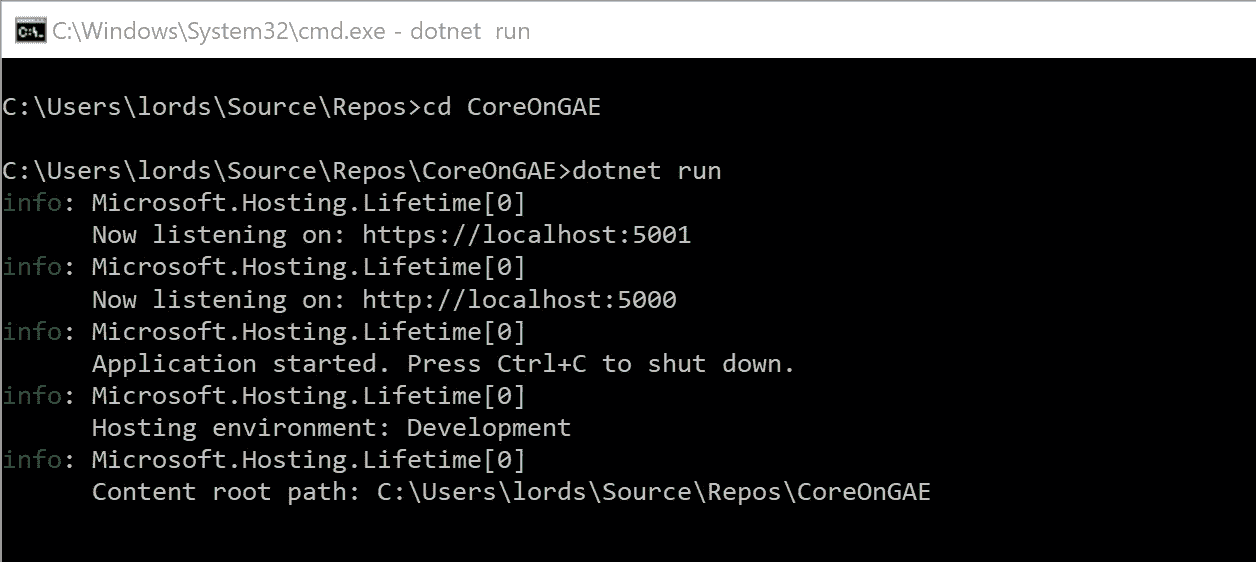 C:\Windows\System32\cmd.exe - dotnet  run
C:\Users\lords\Source\Repos>cd CoreOnGAE
C:\Users\lords\Source\Repos\CoreOnGAE>dotnet run
info: Microsoft.Hosting.Lifetime[0]
      Now listening on: https://localhost:5001
info: Microsoft.Hosting.Lifetime[0]
      Now listening on: http://localhost:5000
info: Microsoft.Hosting.Lifetime[0]
      Application started. Press Ctrl+C to shut down.
info: Microsoft.Hosting.Lifetime[0]
      Hosting environment: Development
info: Microsoft.Hosting.Lifetime[0]
      Content root path: C:\Users\lords\Source\Repos\CoreOnGAE